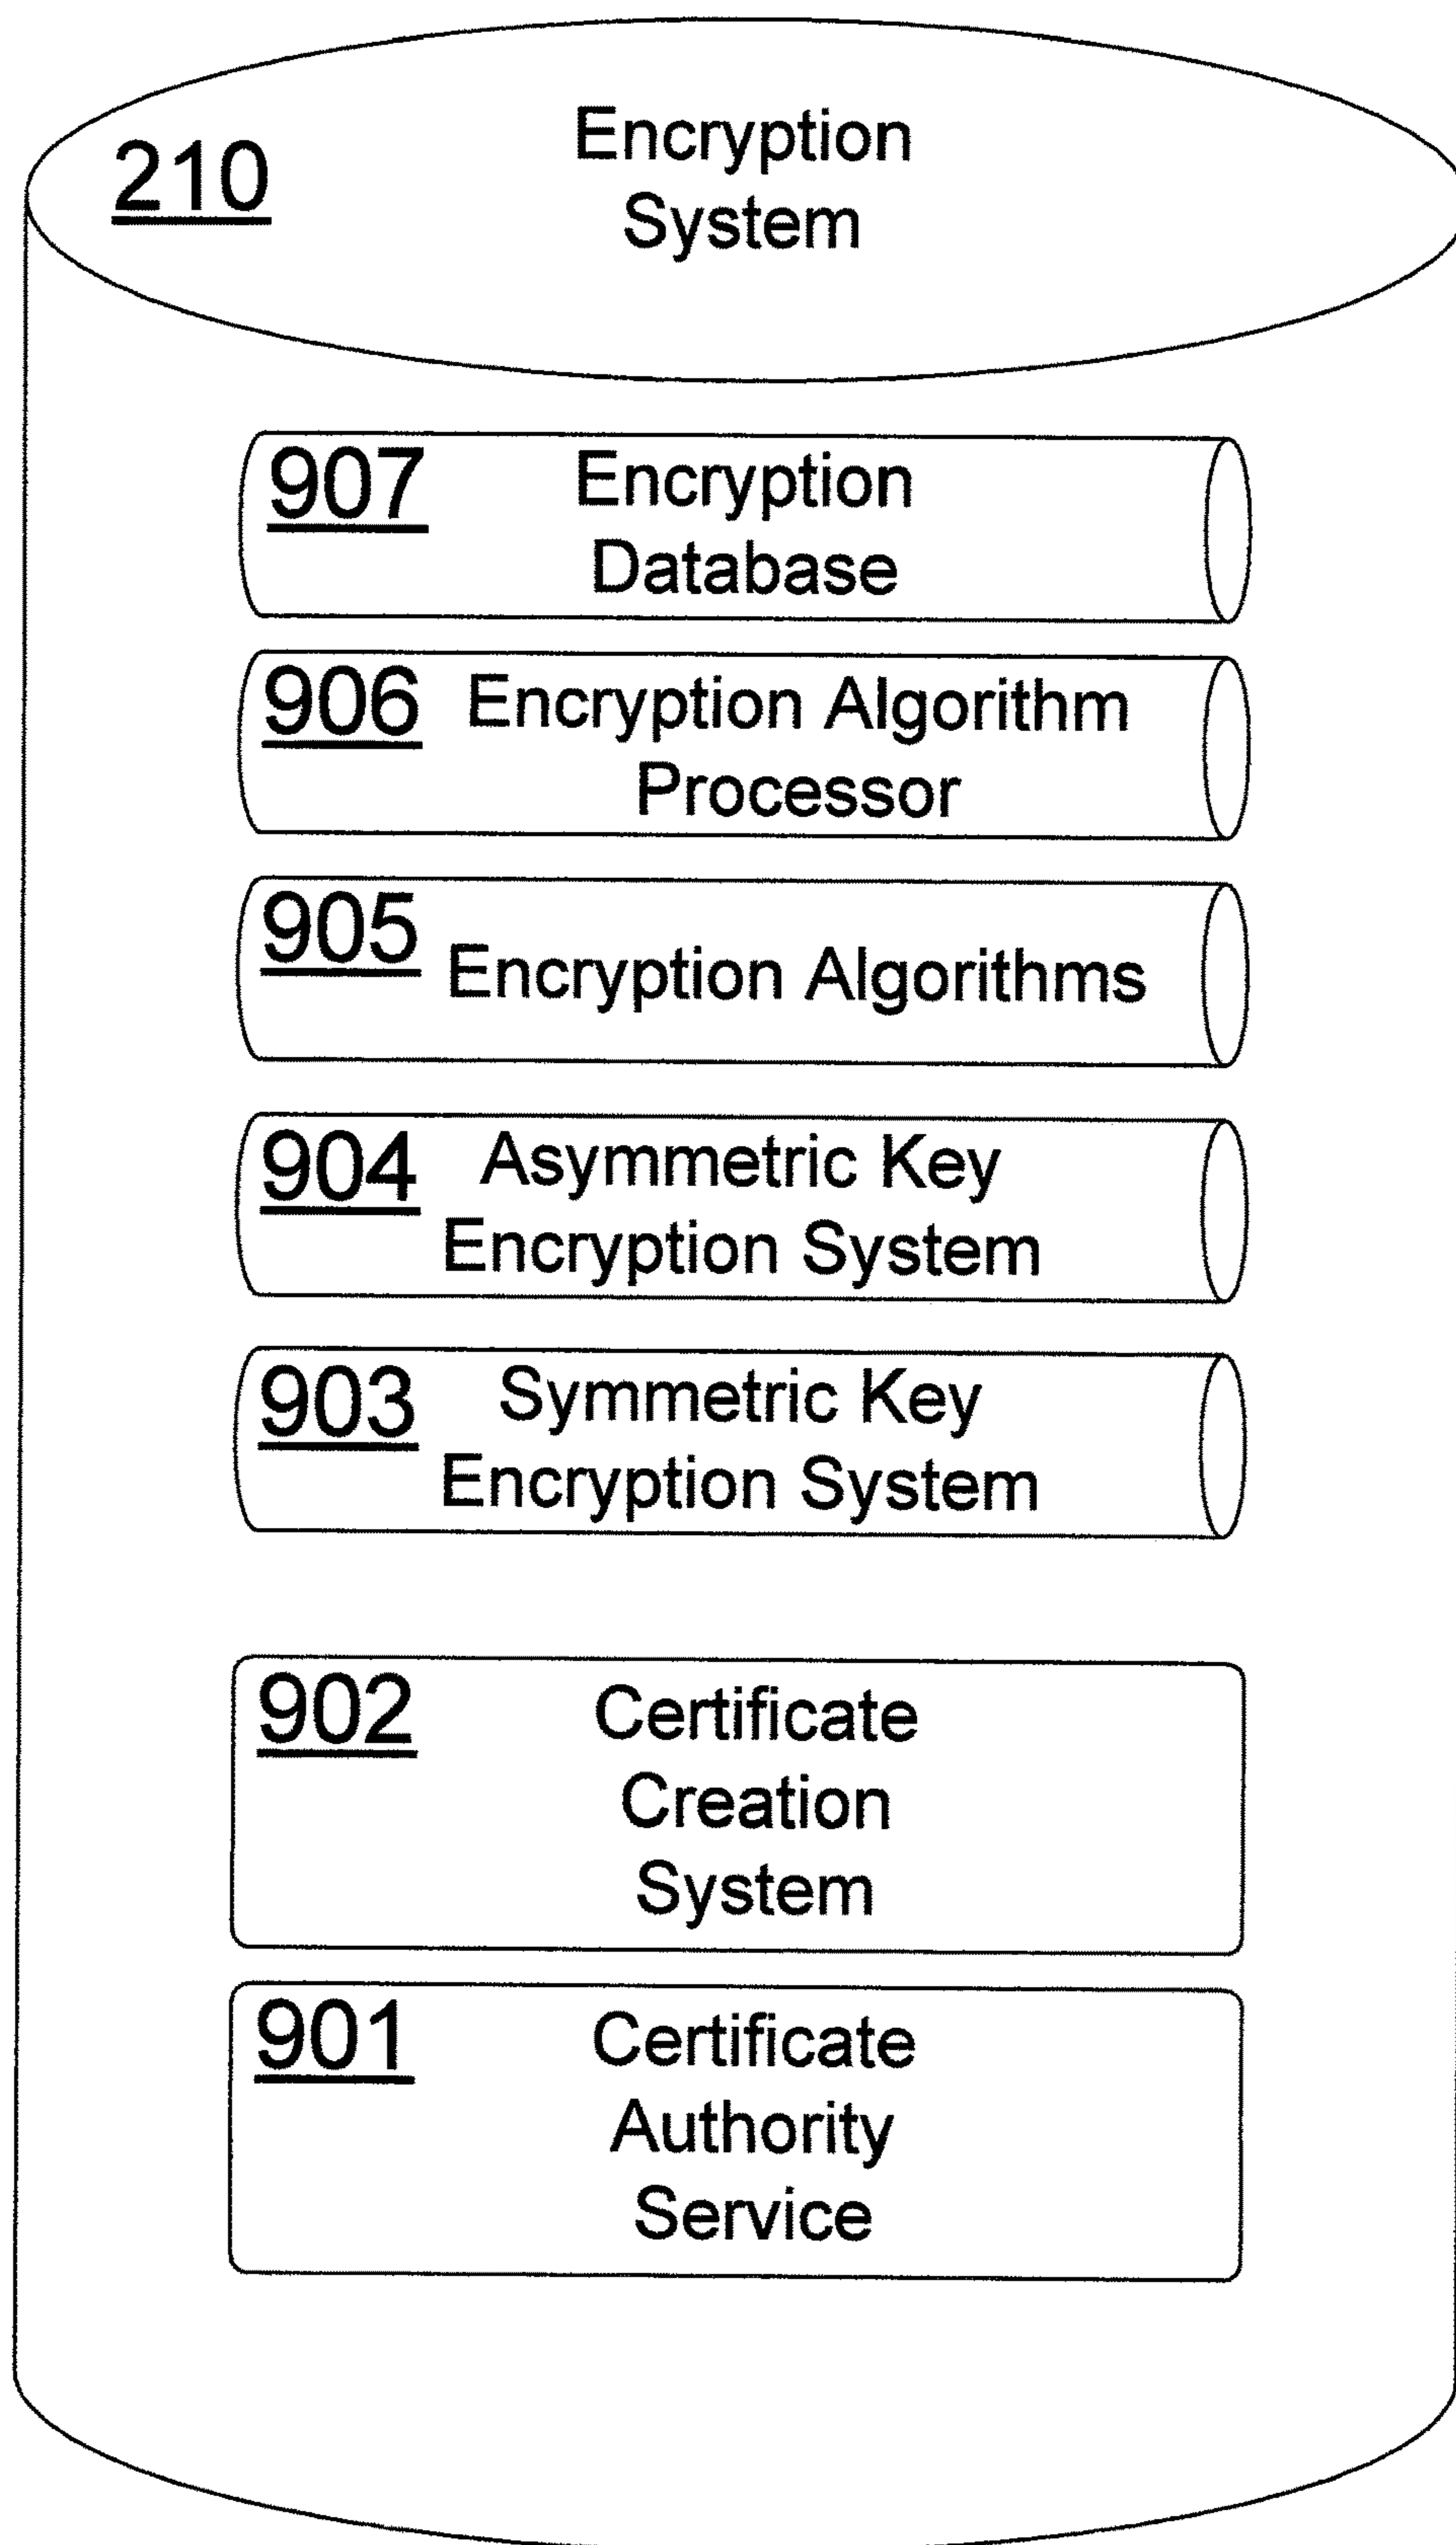 210
Encryption
System
907
Encryption
Database
906
Encryption Algorithm
Processor
905
Encryption Algorithms
904
Asymmetric Key
Encryption System
903
Symmetric Key
Encryption System
902
Certificate
Creation
System
901
Certificate
Authority
Service